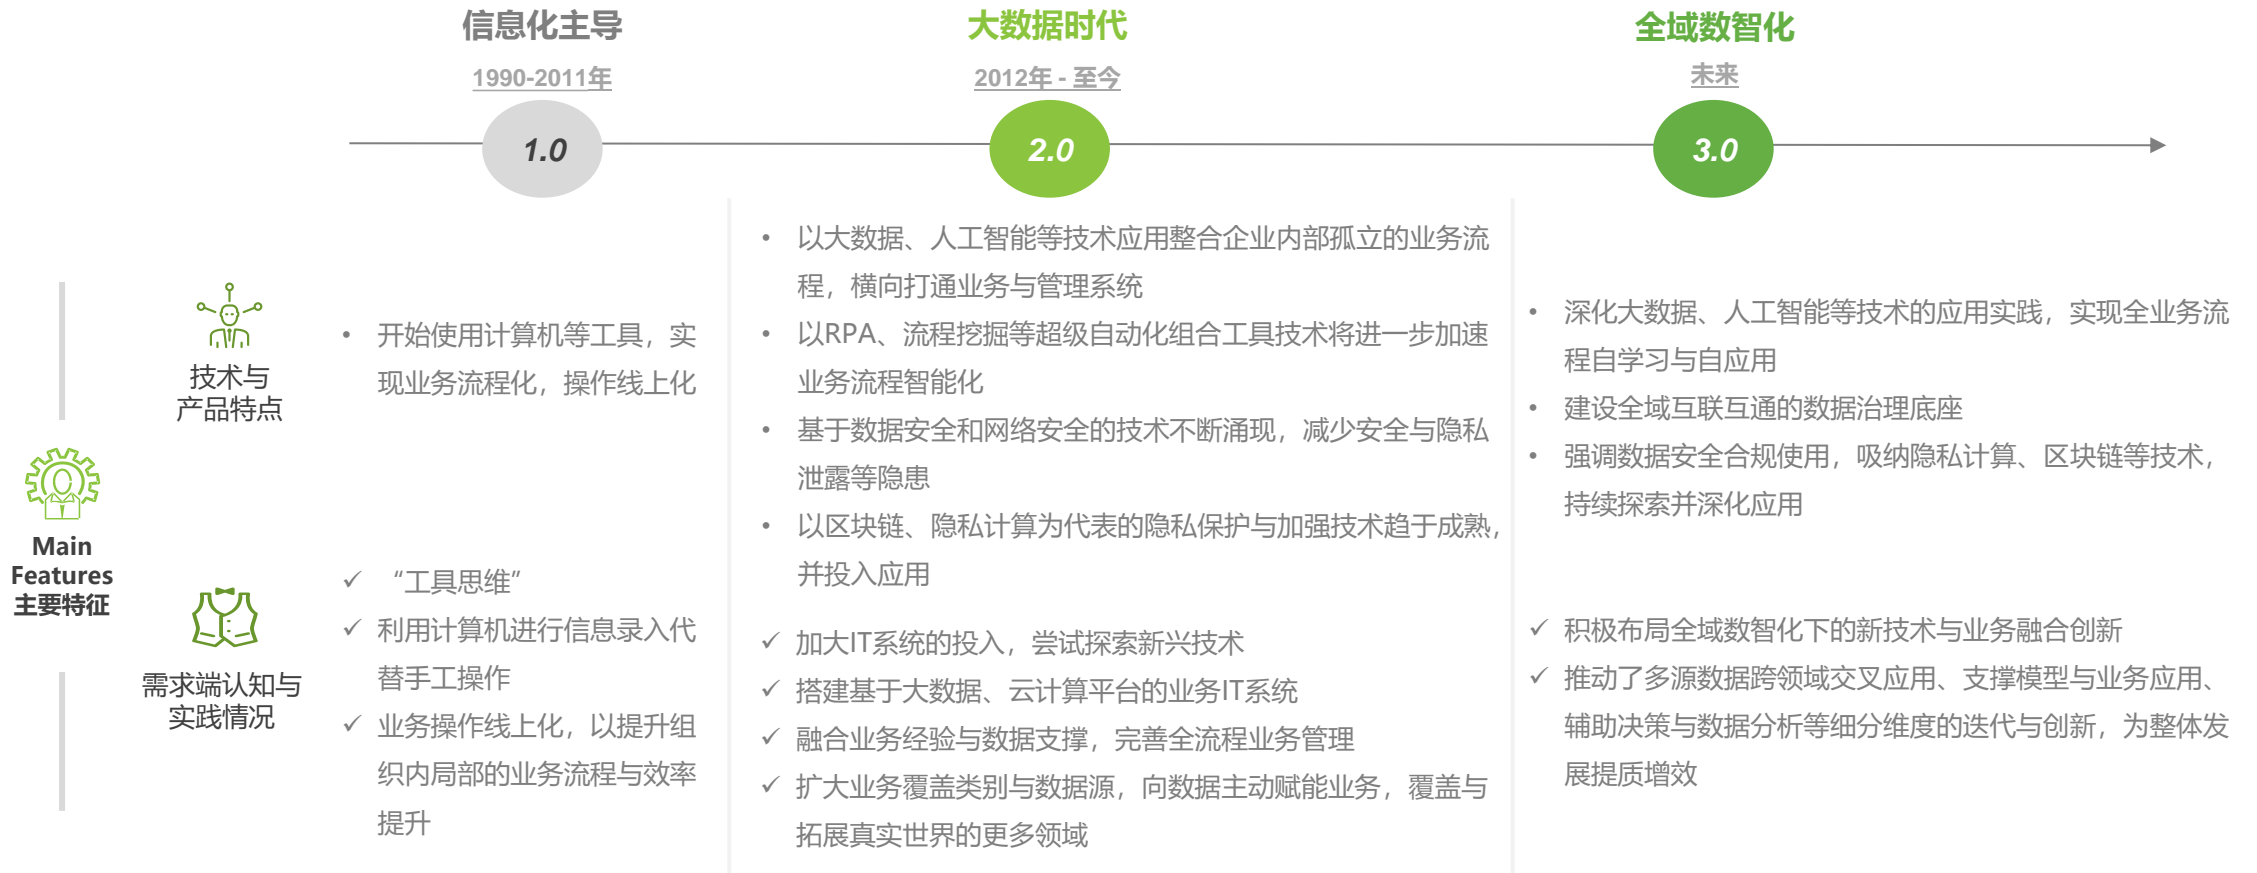 信息化主导
1990-2011年
1.0
大数据时代
2012年 - 至今
2.0
全域数智化
未来
3.0
Main
Features
主要特征
技术与
产品特点
• 开始使用计算机等工具，实
现业务流程化，操作线上化
• 以大数据、人工智能等技术应用整合企业内部孤立的业务流
程，横向打通业务与管理系统
• 以RPA、流程挖掘等超级自动化组合工具技术将进一步加速
业务流程智能化
• 基于数据安全和网络安全的技术不断涌现，减少安全与隐私
泄露等隐患
• 以区块链、隐私计算为代表的隐私保护与加强技术趋于成熟，
并投入应用
• 深化大数据、人工智能等技术的应用实践，实现全业务流
程自学习与自应用
• 建设全域互联互通的数据治理底座
• 强调数据安全合规使用，吸纳隐私计算、区块链等技术，
持续探索并深化应用
需求端认知与
实践情况
✓ “工具思维”
✓ 利用计算机进行信息录入代
替手工操作
✓ 业务操作线上化，以提升组
织内局部的业务流程与效率
提升
✓ 加大IT系统的投入，尝试探索新兴技术
✓ 搭建基于大数据、云计算平台的业务IT系统
✓ 融合业务经验与数据支撑，完善全流程业务管理
✓ 扩大业务覆盖类别与数据源，向数据主动赋能业务，覆盖与
拓展真实世界的更多领域
✓ 积极布局全域数智化下的新技术与业务融合创新
✓ 推动了多源数据跨领域交叉应用、支撑模型与业务应用、
辅助决策与数据分析等细分维度的迭代与创新，为整体发
展提质增效